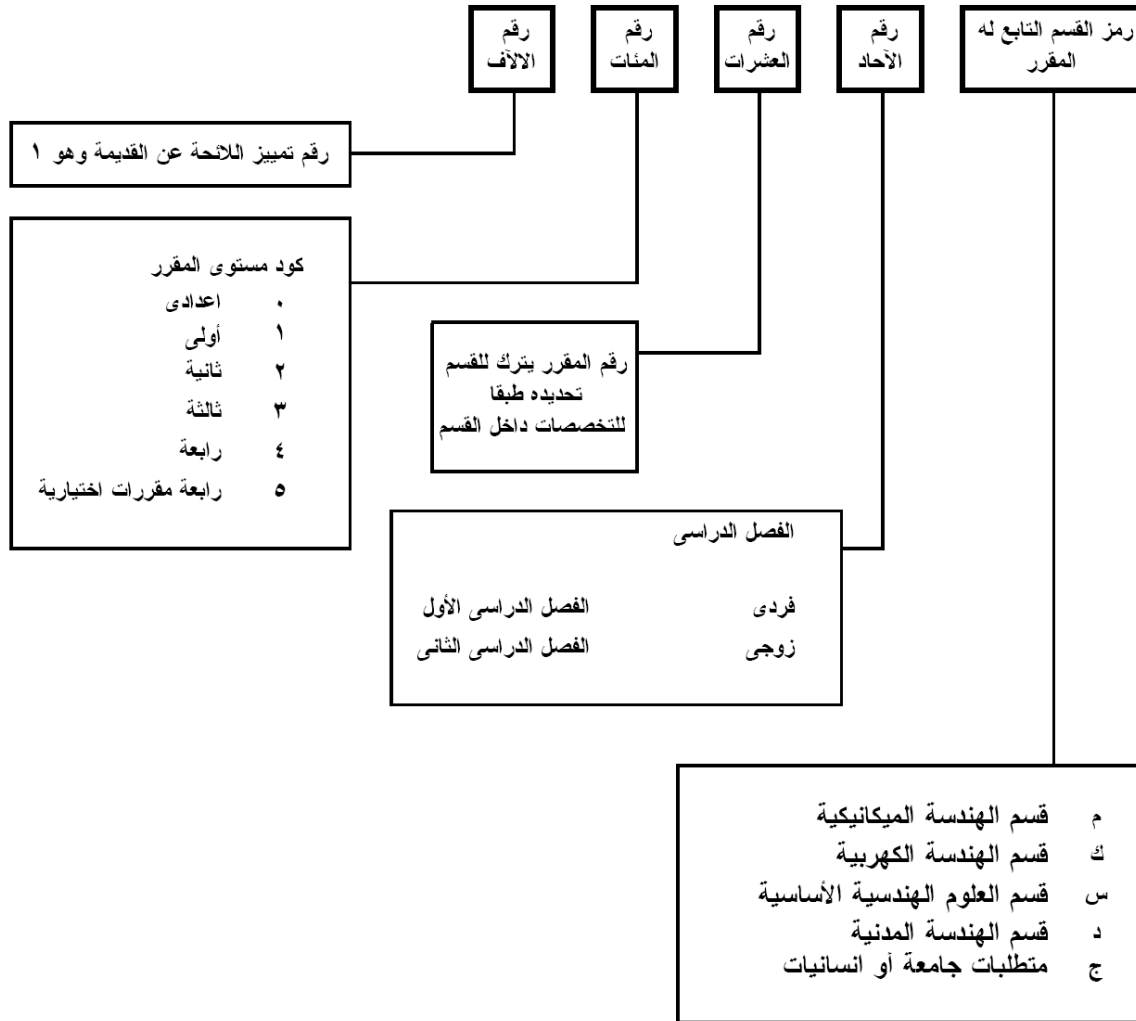 رمز القسم التابع له
المقرر
رقم
الآحاد
رقم
العشرات
رقم
المئات
رقم
الالآف
رقم تمييز اللائحة عن القديمة وهو ١
كود مستوى المقرر
٠ اعدادى
١ أولى
٢ ثانية
٣ ثالثة
٤ رابعة
٥ رابعة مقررات اختيارية
رقم المقرر يترك للقسم
تحديده طبقا
للتخصصات داخل القسم
الفصل الدراسى
فردى الفصل الدراسى الأول
زوجى الفصل الدراسى الثانى
م قسم الهندسة الميكانيكية
ك قسم الهندسة الكهربية
س قسم العلوم الهندسية الأساسية
د قسم الهندسة المدنية
ج متطلبات جامعة أو انسانيات